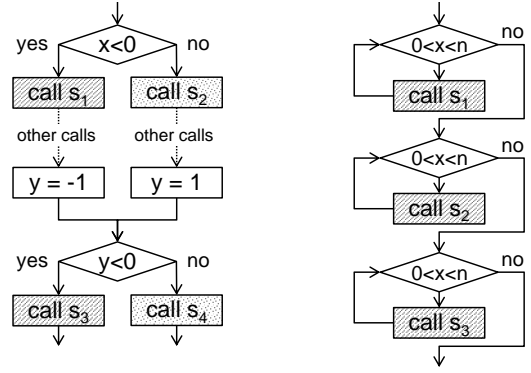 yes x<0 no
call s₁ call s₂
other calls other calls
y = -1 y = 1
yes y<0 no
call s₃ call s₄
0<x<n no
call s₁
0<x<n no
call s₂
0<x<n no
call s₃